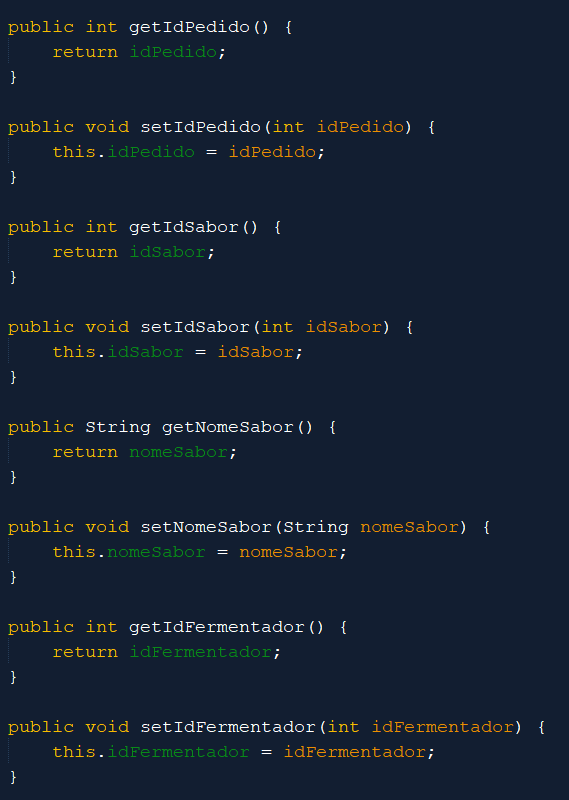 public int getIdPedido() {
    return idPedido;
}

public void setIdPedido(int idPedido) {
    this.idPedido = idPedido;
}

public int getIdSabor() {
    return idSabor;
}

public void setIdSabor(int idSabor) {
    this.idSabor = idSabor;
}

public String getNomeSabor() {
    return nomeSabor;
}

public void setNomeSabor(String nomeSabor) {
    this.nomeSabor = nomeSabor;
}

public int getIdFermentador() {
    return idFermentador;
}

public void setIdFermentador(int idFermentador) {
    this.idFermentador = idFermentador;
}